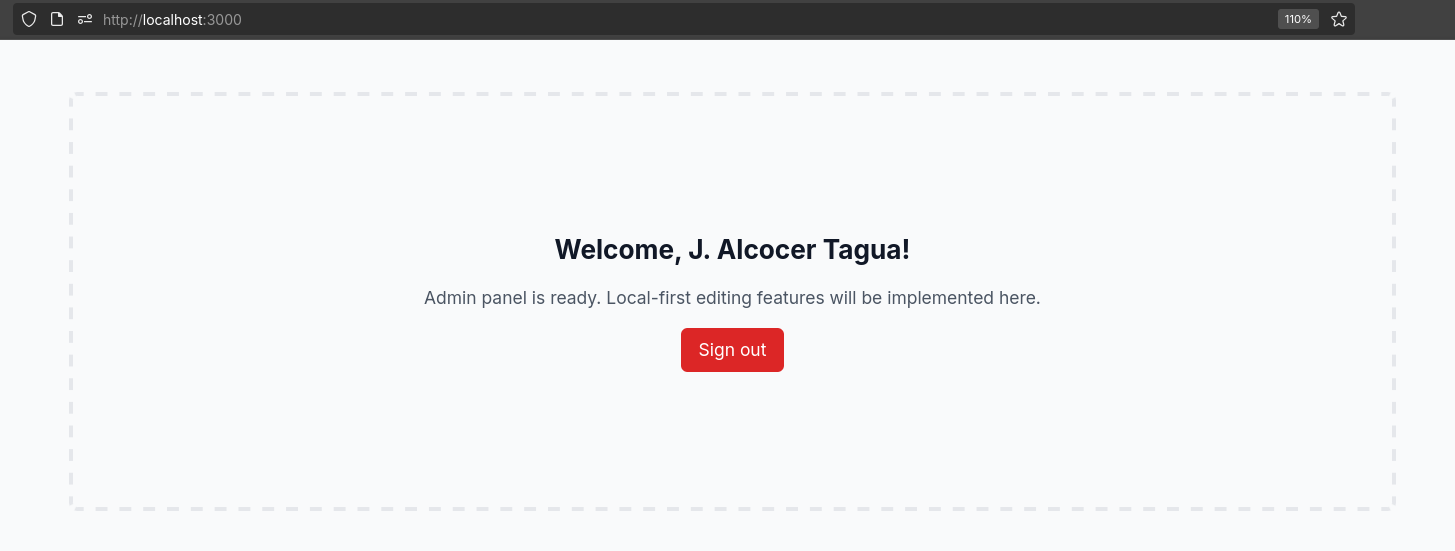 http://localhost:3000
110%
Welcome, J. Alcocer Tagua!
Admin panel is ready. Local-first editing features will be implemented here.
Sign out